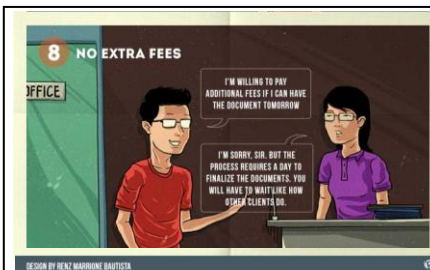 8 NO EXTRA FEES
OFFICE
I'M WILLING TO PAY
ADDITIONAL FEES IF I CAN HAVE
THE DOCUMENT TOMORROW
I'M SORRY, SIR. BUT THE
PROCESS REQUIRES A DAY TO
FINALIZE THE DOCUMENTS. YOU
WILL HAVE TO WAIT LIKE HOW
OTHER CLIENTS DO.
DESIGN BY RENZ MARRIONE BAUTISTA